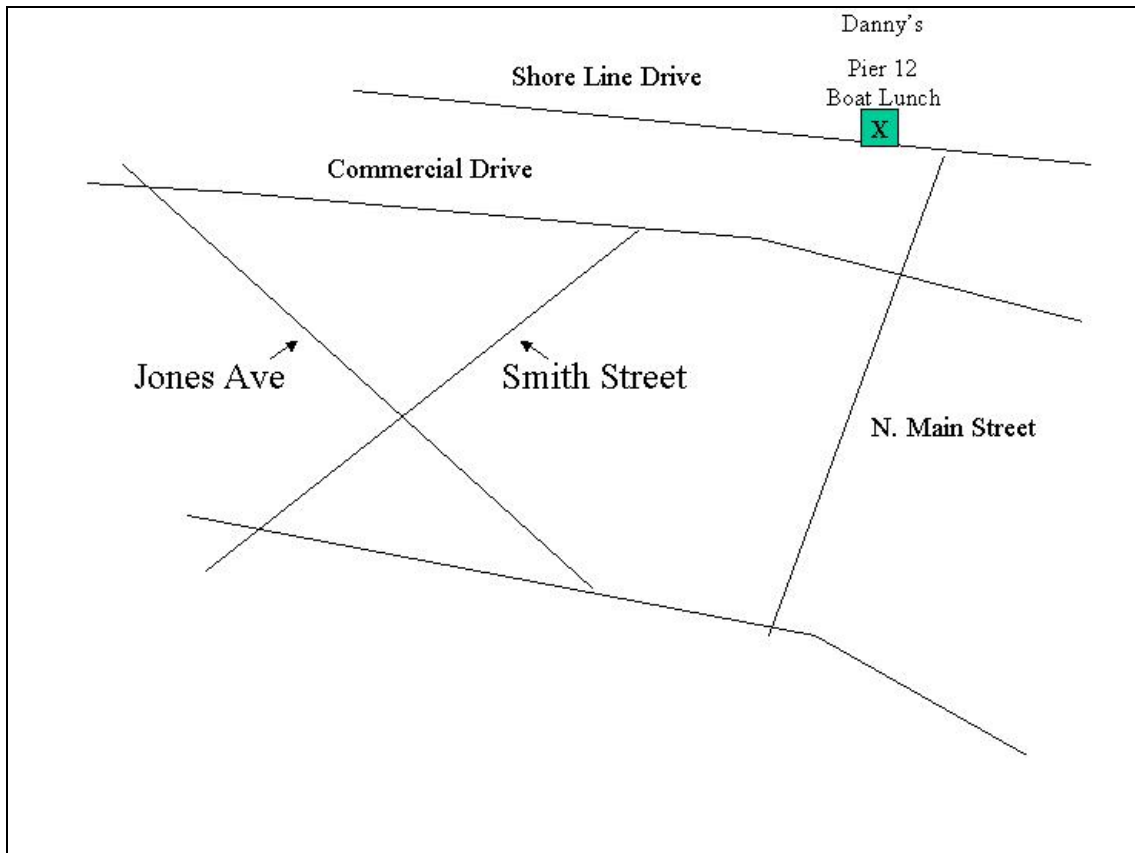 Danny's
Pier 12
Boat Lunch
X
Shore Line Drive
Commercial Drive
Jones Ave
Smith Street
N. Main Street